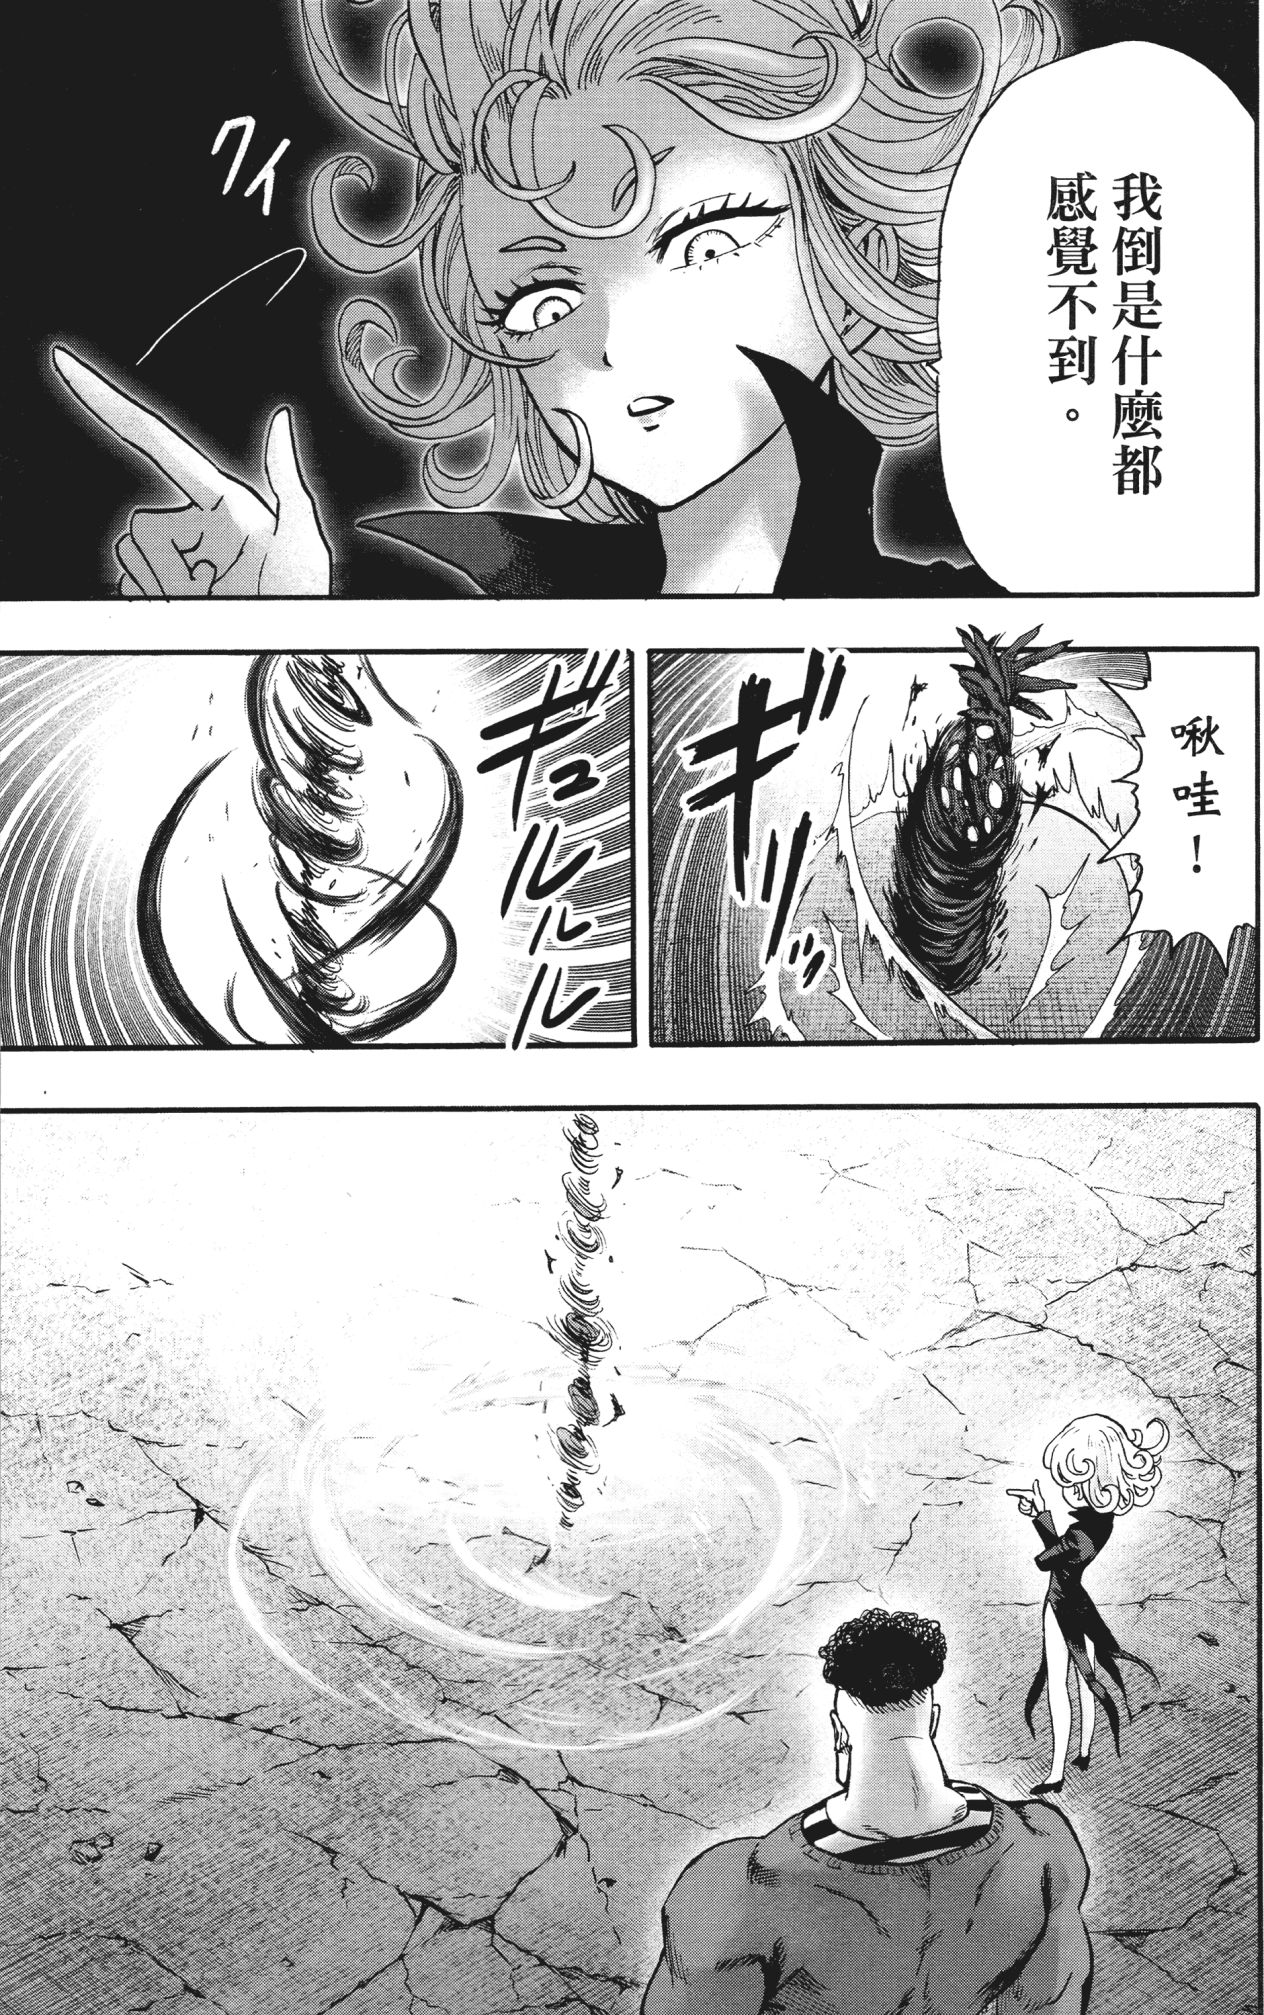 我倒是什麼都
感覺不到。
クイ
啾哇！
ギッ
ギュルルルル